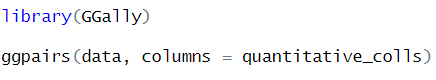 library(GGally)
ggpairs(data, columns = quantitative_colls)